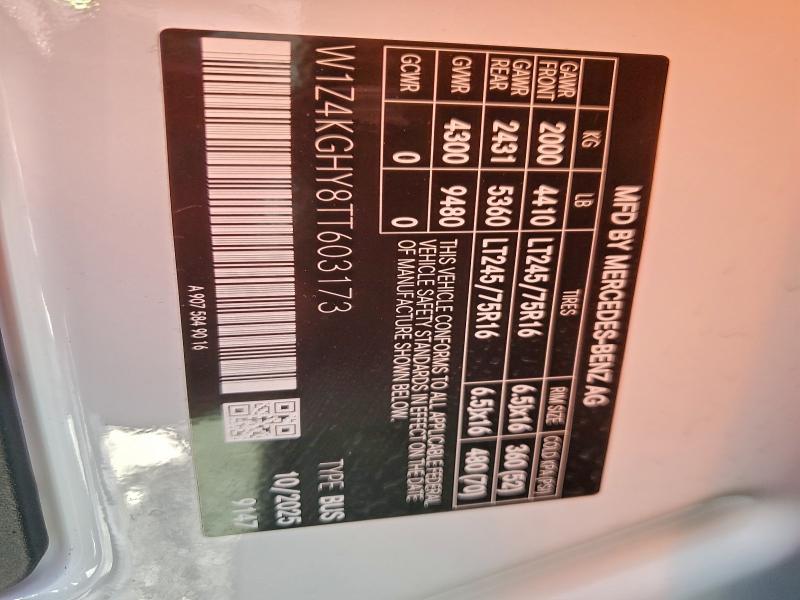 MFD BY MERCEDES-BENZ AG
KG LB TIRES RIM SIZE COLD KPA (PSI)
GAWR FRONT 2000 4410 LT245/75R16 6.5Jx16 360 (52)
GAWR REAR 2431 5360 LT245/75R16 6.5Jx16 480 (70)
GVWR 4300 9480
GCWR 0 0
THIS VEHICLE CONFORMS TO ALL APPLICABLE FEDERAL
VEHICLE SAFETY STANDARDS IN EFFECT ON THE DATE
OF MANUFACTURE SHOWN BELOW.
W1Z4KGHY8TT603173 TYPE BUS
10/2025
9147
A 907 584 90 16